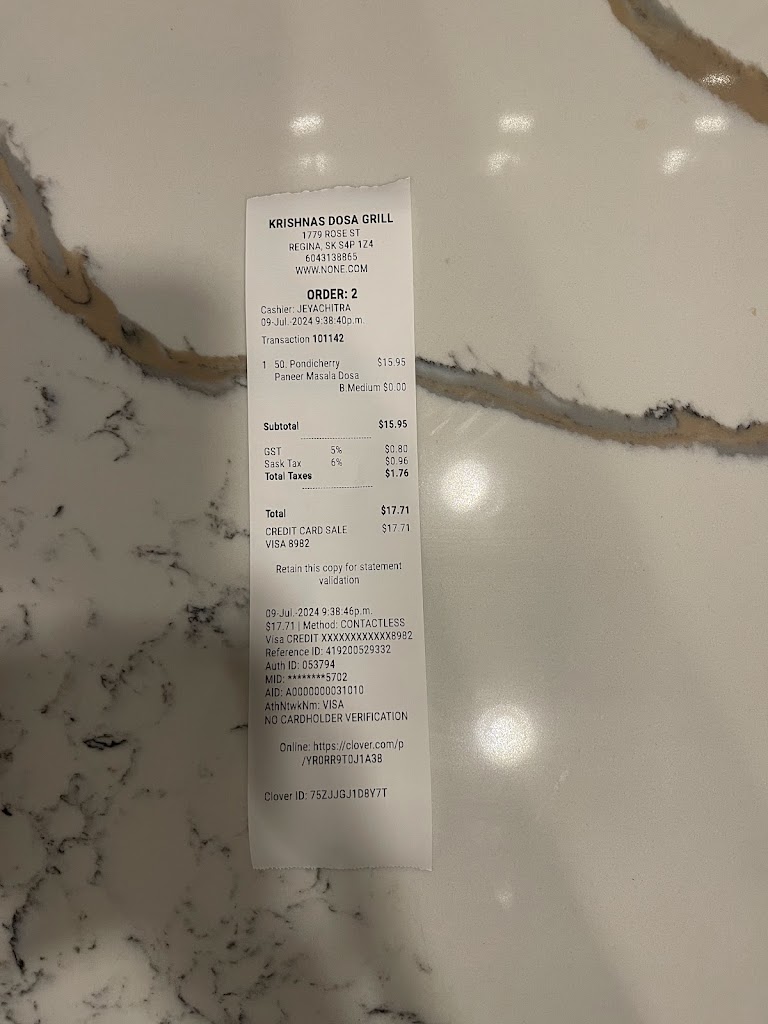 KRISHNAS DOSA GRILL
1779 ROSE ST
REGINA, SK S4P 1Z4
6043138865
WWW.NONE.COM
ORDER: 2
Cashier: JEYACHITRA
09-Jul.-2024 9:38:40p.m.
Transaction 101142
1 50. Pondicherry $15.95
Paneer Masala Dosa
B.Medium $0.00
Subtotal $15.95
GST 5% $0.80
Sask Tax 6% $0.96
Total Taxes $1.76
Total $17.71
CREDIT CARD SALE $17.71
VISA 8982
Retain this copy for statement
validation
09-Jul.-2024 9:38:46p.m.
$17.71 | Method: CONTACTLESS
Visa CREDIT XXXXXXXXXXXX8982
Reference ID: 419200529332
Auth ID: 053794
MID: ********5702
AID: A0000000031010
AthNtwkNm: VISA
NO CARDHOLDER VERIFICATION
Online: https://clover.com/p
/YR0RR9T0J1A38
Clover ID: 75ZJJGJ1D8Y7T